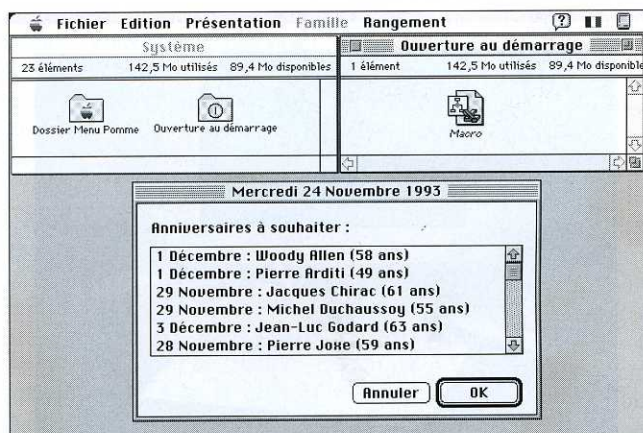 Fichier Edition Présentation Famille Rangement
Système
23 éléments 142,5 Mo utilisés 89,4 Mo disponibles
Dossier Menu Pomme Ouverture au démarrage
Ouverture au démarrage
1 élément 142,5 Mo utilisés 89,4 Mo disponible
Macro
Mercredi 24 Novembre 1993
Anniversaires à souhaiter :
1 Décembre : Woody Allen (58 ans)
1 Décembre : Pierre Arditi (49 ans)
29 Novembre : Jacques Chirac (61 ans)
29 Novembre : Michel Duchaussoy (55 ans)
3 Décembre : Jean-Luc Godard (63 ans)
28 Novembre : Pierre Joxe (59 ans)
Annuler OK